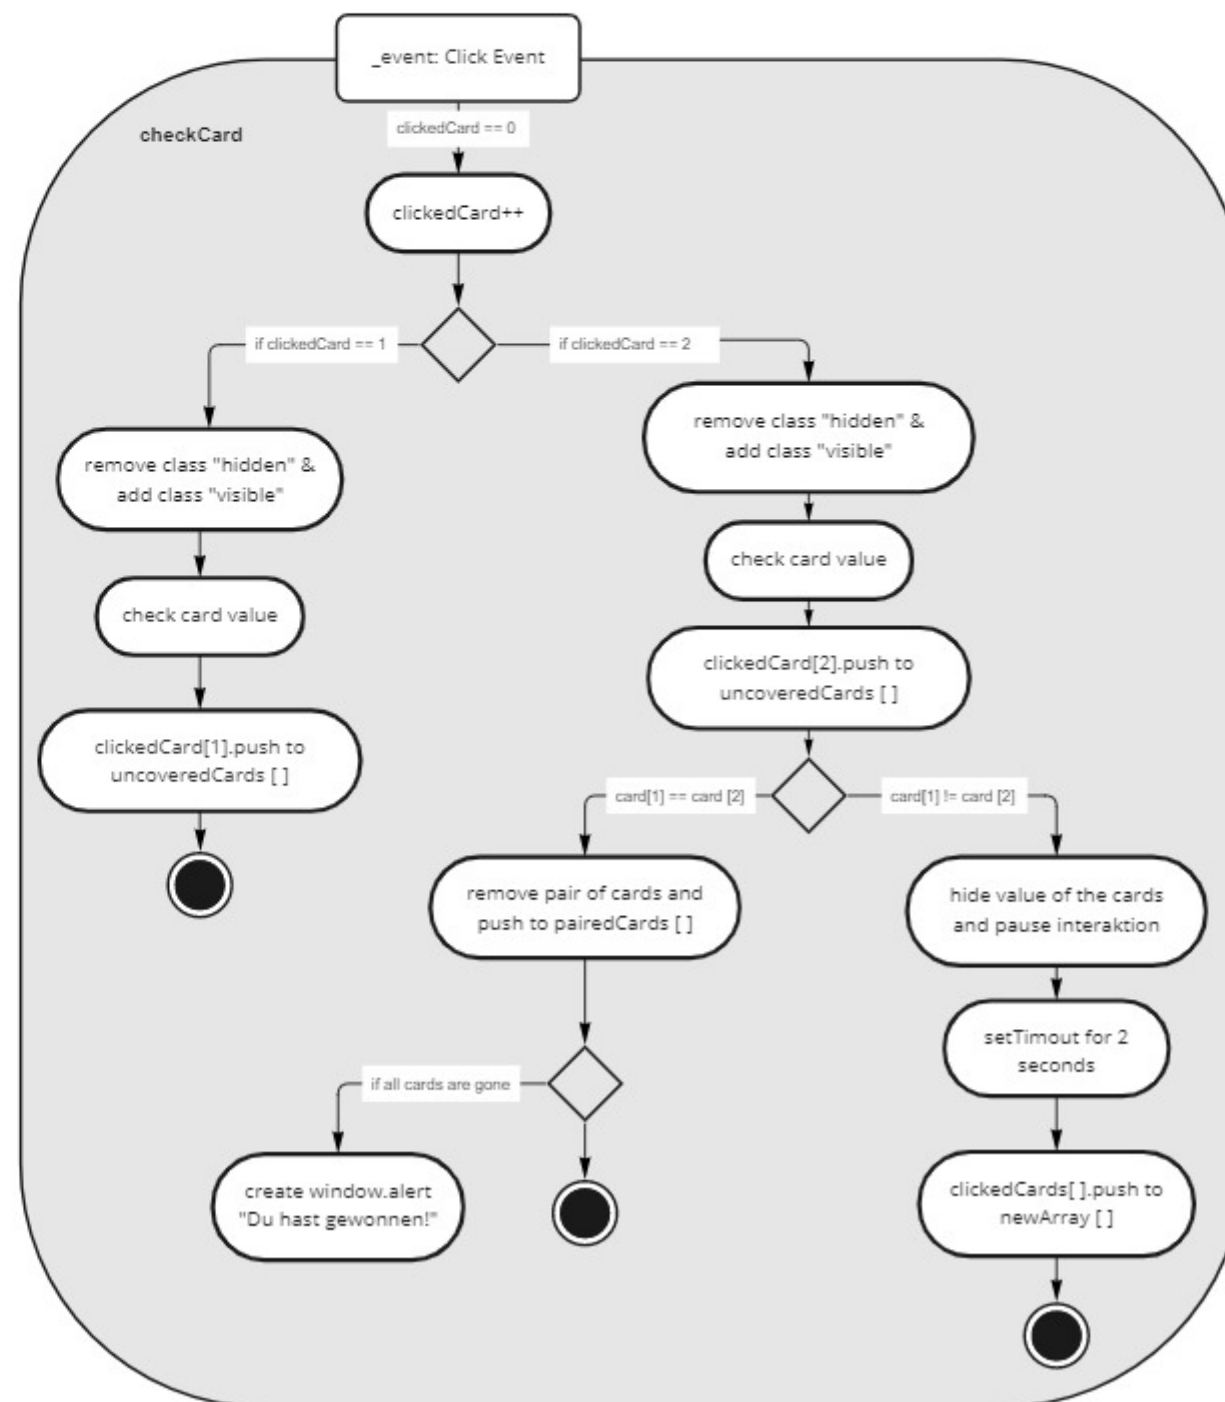 _event: Click Event
checkCard
clickedCard == 0
clickedCard++
if clickedCard == 1
if clickedCard == 2
remove class "hidden" &
add class "visible"
check card value
clickedCard[1].push to
uncoveredCards [ ]
remove class "hidden" &
add class "visible"
check card value
clickedCard[2].push to
uncoveredCards [ ]
card[1] == card [2]
card[1] != card [2]
remove pair of cards and
push to pairedCards [ ]
if all cards are gone
create window.alert
"Du hast gewonnen!"
hide value of the cards
and pause interaktion
setTimout for 2
seconds
clickedCards[ ].push to
newArray [ ]